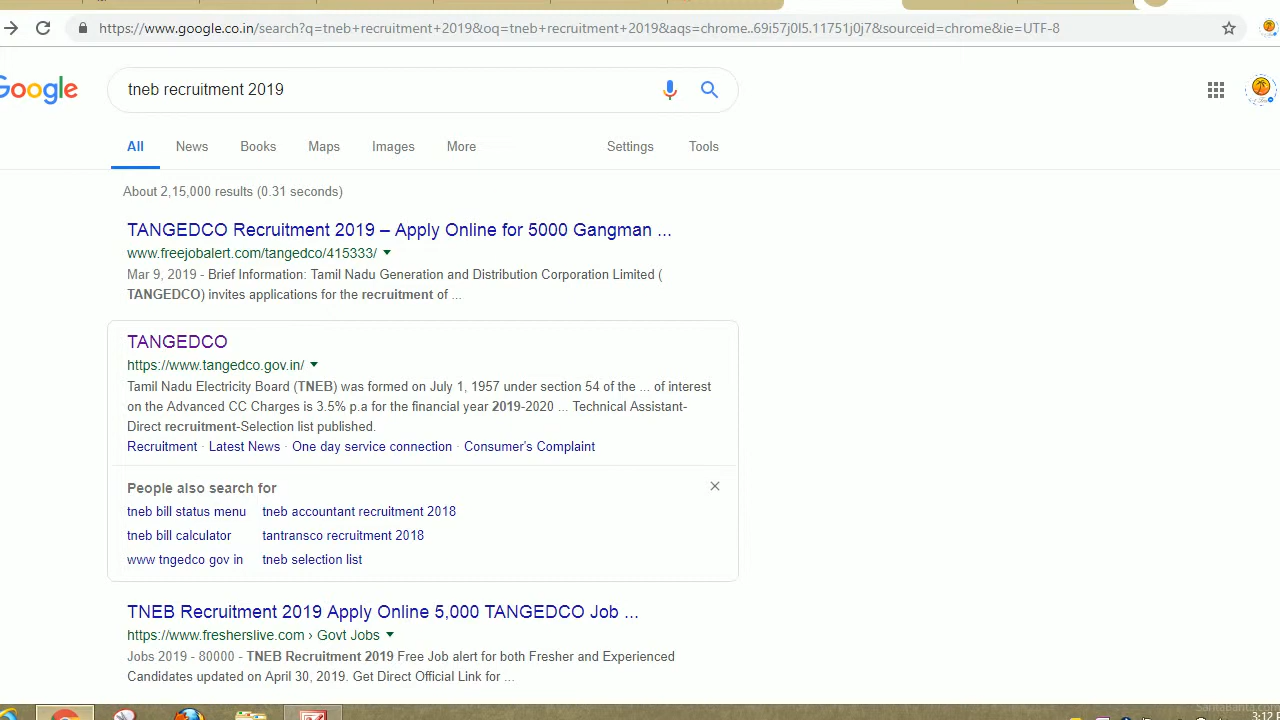 https://www.google.co.in/search?q=tneb+recruitment+2019&oq=tneb+recruitment+2019&aqs=chrome..69i57j0l5.11751j0j7&sourceid=chrome&ie=UTF-8
Google
tneb recruitment 2019
All News Books Maps Images More Settings Tools
About 2,15,000 results (0.31 seconds)
TANGEDCO Recruitment 2019 – Apply Online for 5000 Gangman ...
www.freejobalert.com/tangedco/415333/
Mar 9, 2019 - Brief Information: Tamil Nadu Generation and Distribution Corporation Limited (
TANGEDCO) invites applications for the recruitment of ...
TANGEDCO
https://www.tangedco.gov.in/
Tamil Nadu Electricity Board (TNEB) was formed on July 1, 1957 under section 54 of the ... of interest
on the Advanced CC Charges is 3.5% p.a for the financial year 2019-2020 ... Technical Assistant-
Direct recruitment-Selection list published.
Recruitment · Latest News · One day service connection · Consumer's Complaint
People also search for
tneb bill status menu tneb accountant recruitment 2018
tneb bill calculator tantransco recruitment 2018
www tngedco gov in tneb selection list
TNEB Recruitment 2019 Apply Online 5,000 TANGEDCO Job ...
https://www.fresherslive.com › Govt Jobs
Jobs 2019 - 80000 - TNEB Recruitment 2019 Free Job alert for both Fresher and Experienced
Candidates updated on April 30, 2019. Get Direct Official Link for ...
SantaBanta.com
3:12